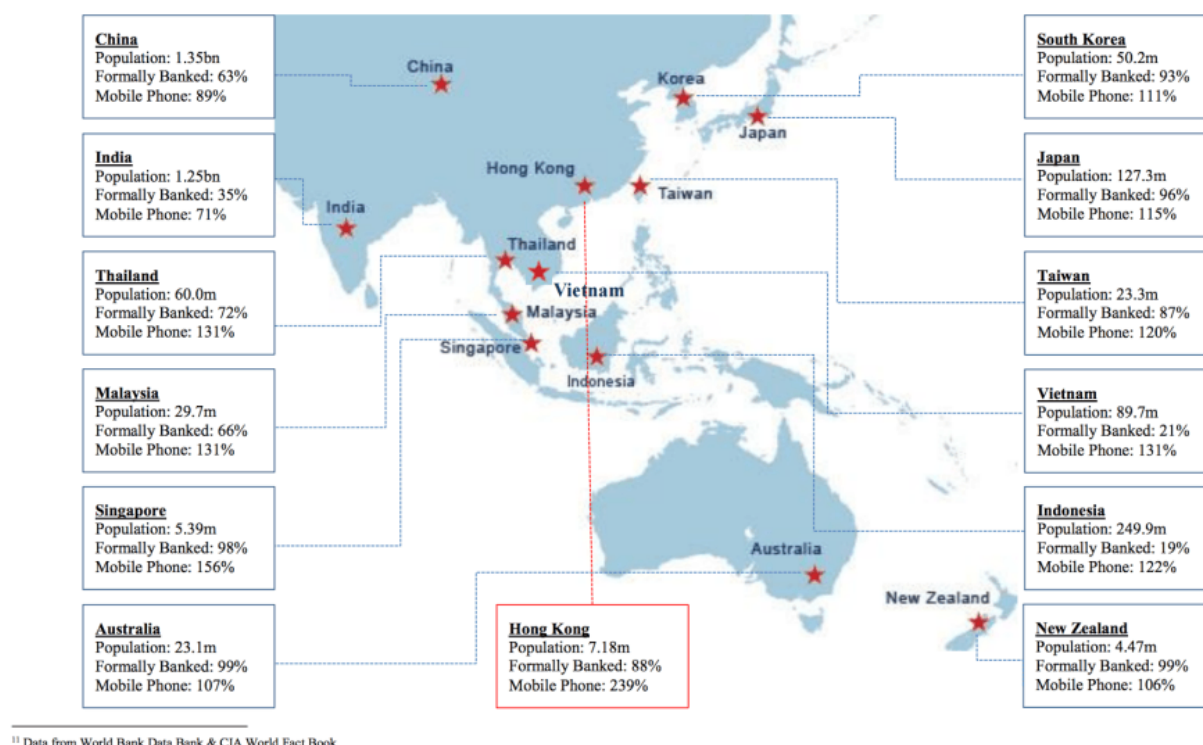 China
Population: 1.35bn
Formally Banked: 63%
Mobile Phone: 89%
India
Population: 1.25bn
Formally Banked: 35%
Mobile Phone: 71%
Thailand
Population: 60.0m
Formally Banked: 72%
Mobile Phone: 131%
Malaysia
Population: 29.7m
Formally Banked: 66%
Mobile Phone: 131%
Singapore
Population: 5.39m
Formally Banked: 98%
Mobile Phone: 156%
Australia
Population: 23.1m
Formally Banked: 99%
Mobile Phone: 107%
China
Korea
Japan
Hong Kong
Taiwan
India
Thailand
Vietnam
Malaysia
Singapore
Indonesia
Australia
New Zealand
Hong Kong
Population: 7.18m
Formally Banked: 88%
Mobile Phone: 239%
South Korea
Population: 50.2m
Formally Banked: 93%
Mobile Phone: 111%
Japan
Population: 127.3m
Formally Banked: 96%
Mobile Phone: 115%
Taiwan
Population: 23.3m
Formally Banked: 87%
Mobile Phone: 120%
Vietnam
Population: 89.7m
Formally Banked: 21%
Mobile Phone: 131%
Indonesia
Population: 249.9m
Formally Banked: 19%
Mobile Phone: 122%
New Zealand
Population: 4.47m
Formally Banked: 99%
Mobile Phone: 106%
11 Data from World Bank Data Bank & CIA World Fact Book